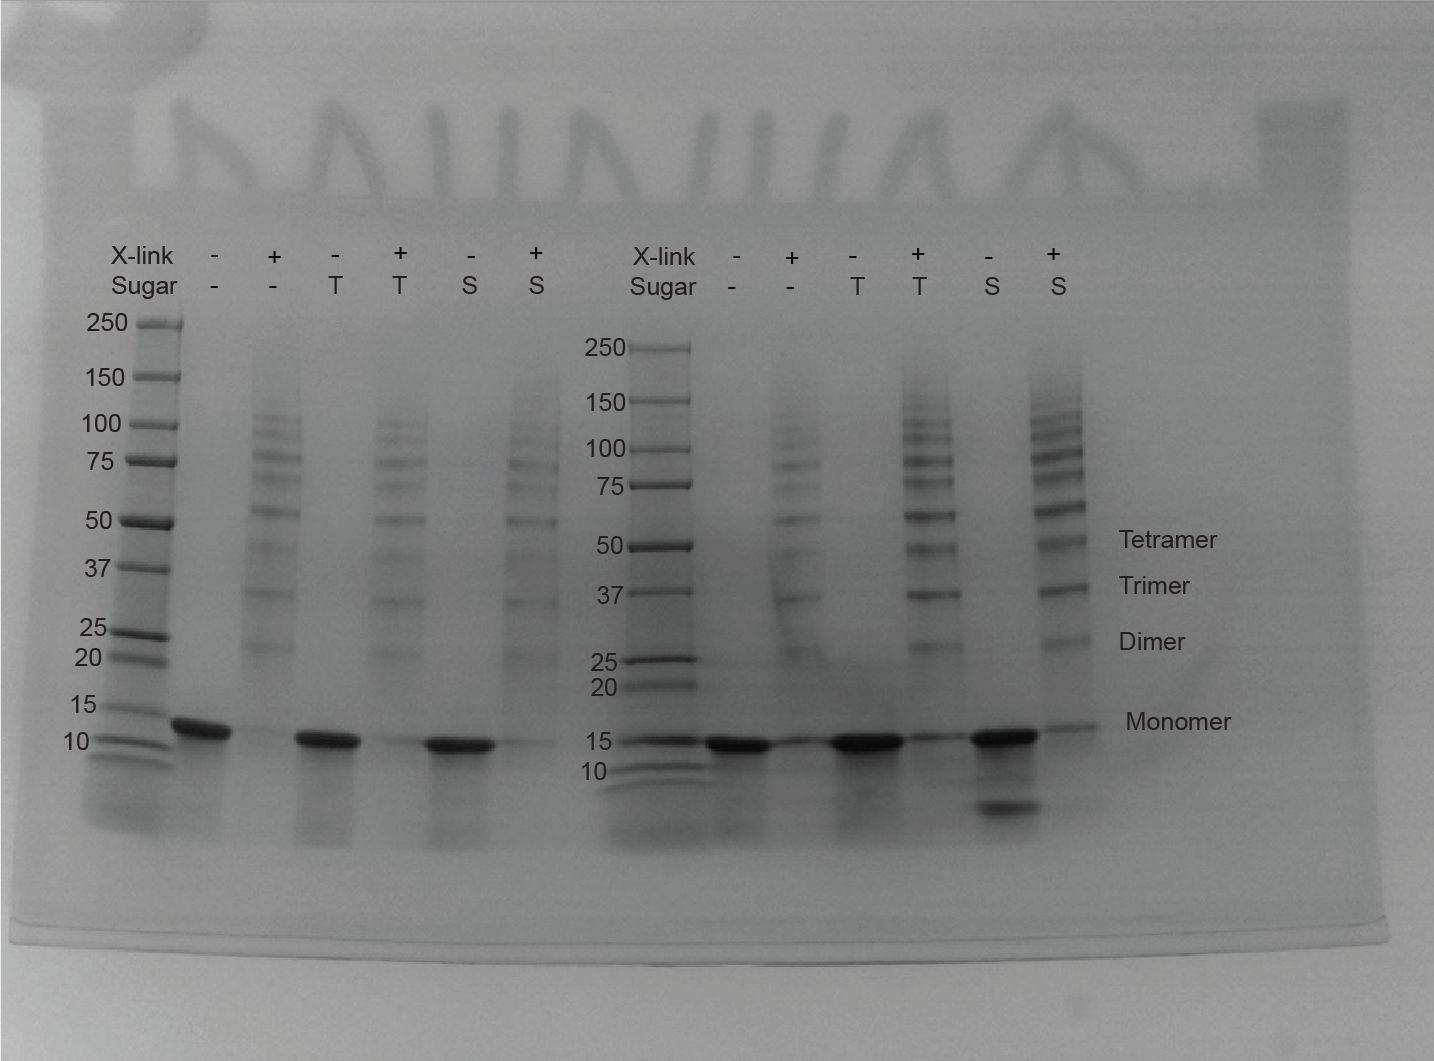 X-link - + - + - +
Sugar - - T T S S
250
150
100
75
50
37
25
20
15
10
X-link - + - + - +
Sugar - - T T S S
250
150
100
75
50
37
25
20
15
10
Tetramer
Trimer
Dimer
Monomer